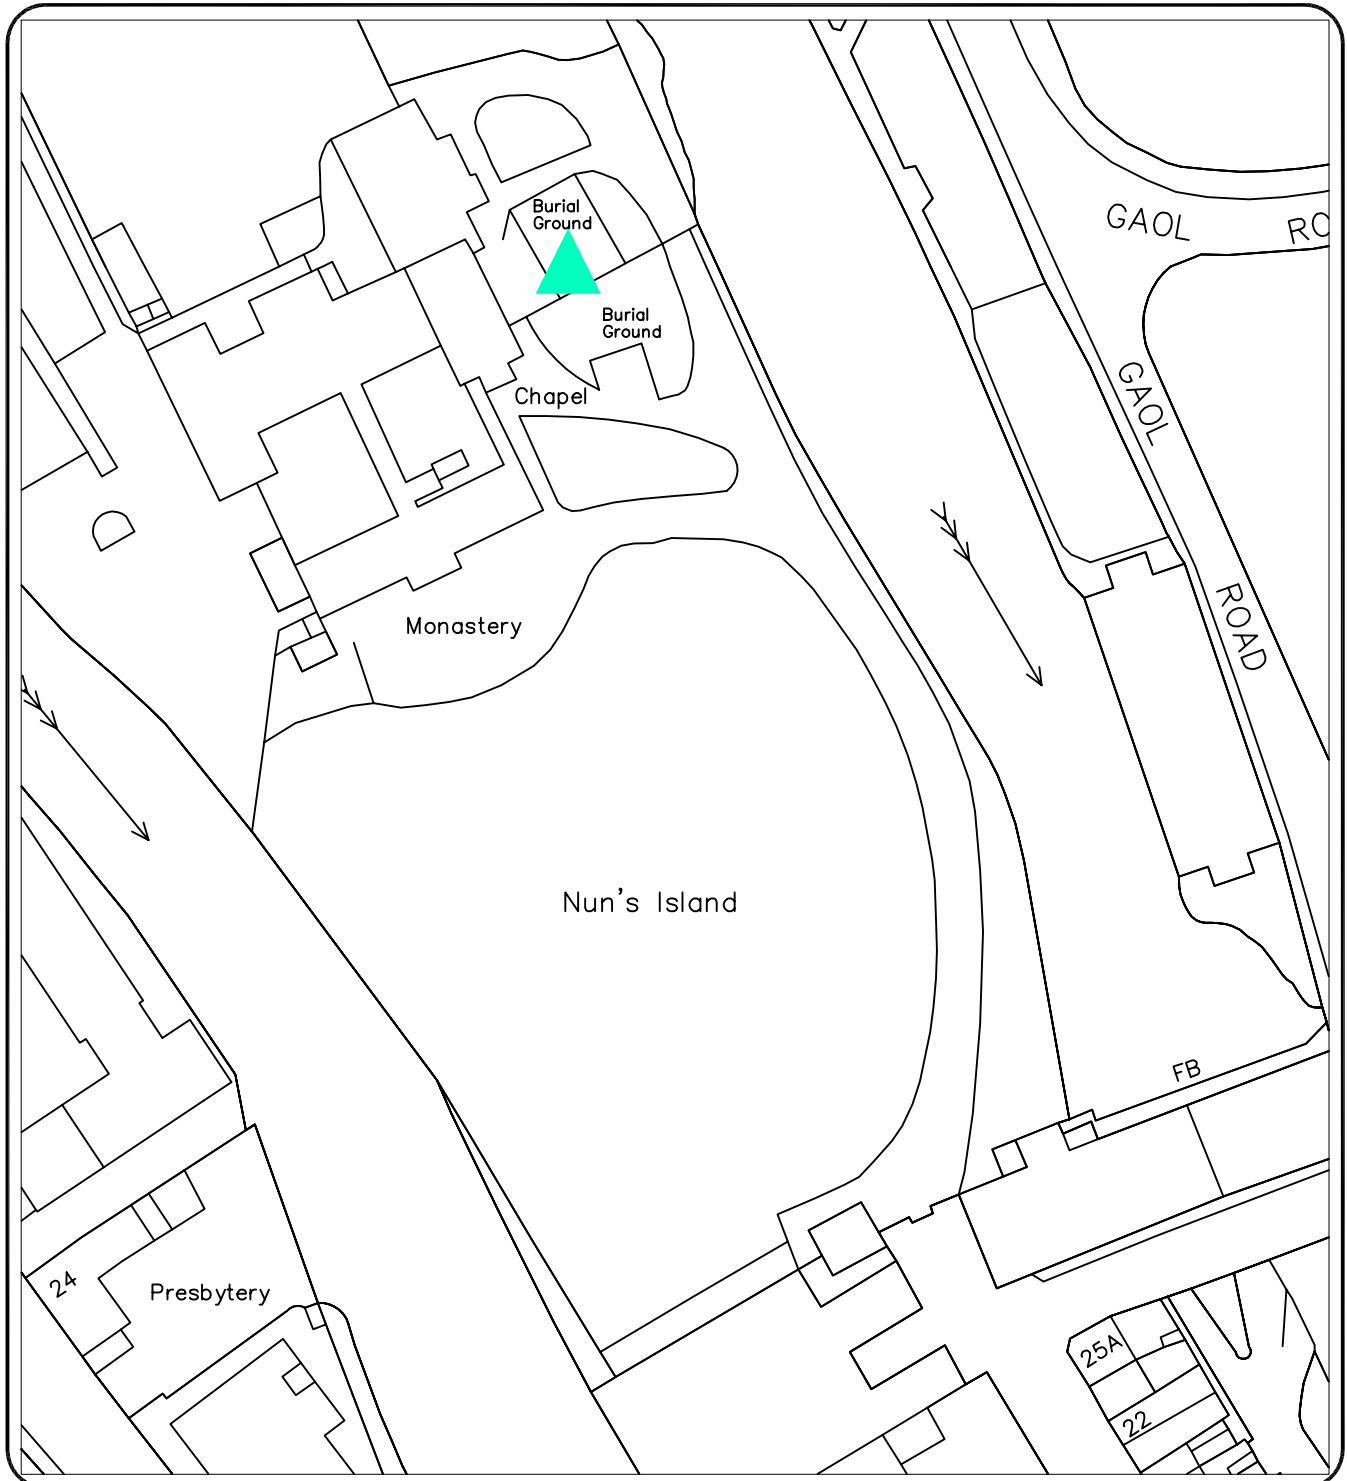 Burial
Ground
GAOL
RO
Burial
Ground
GAOL
Chapel
Monastery
ROAD
Nun's Island
FB
24
Presbytery
25A
22